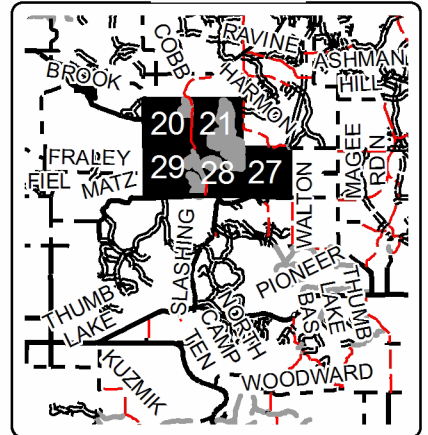 COBB
RAVINE
ASHMAN
HILL
BROOK
HARMON
20
21
MAGEE
RDIN
FRALEY
29
28
27
FIEL
MATZ
WALTON
SLASHING
PIONEER
THUMB
LAKE
THUMB
LAKE
BASS
NORTH
CAMP
TEN
KUZMIK
WOODWARD